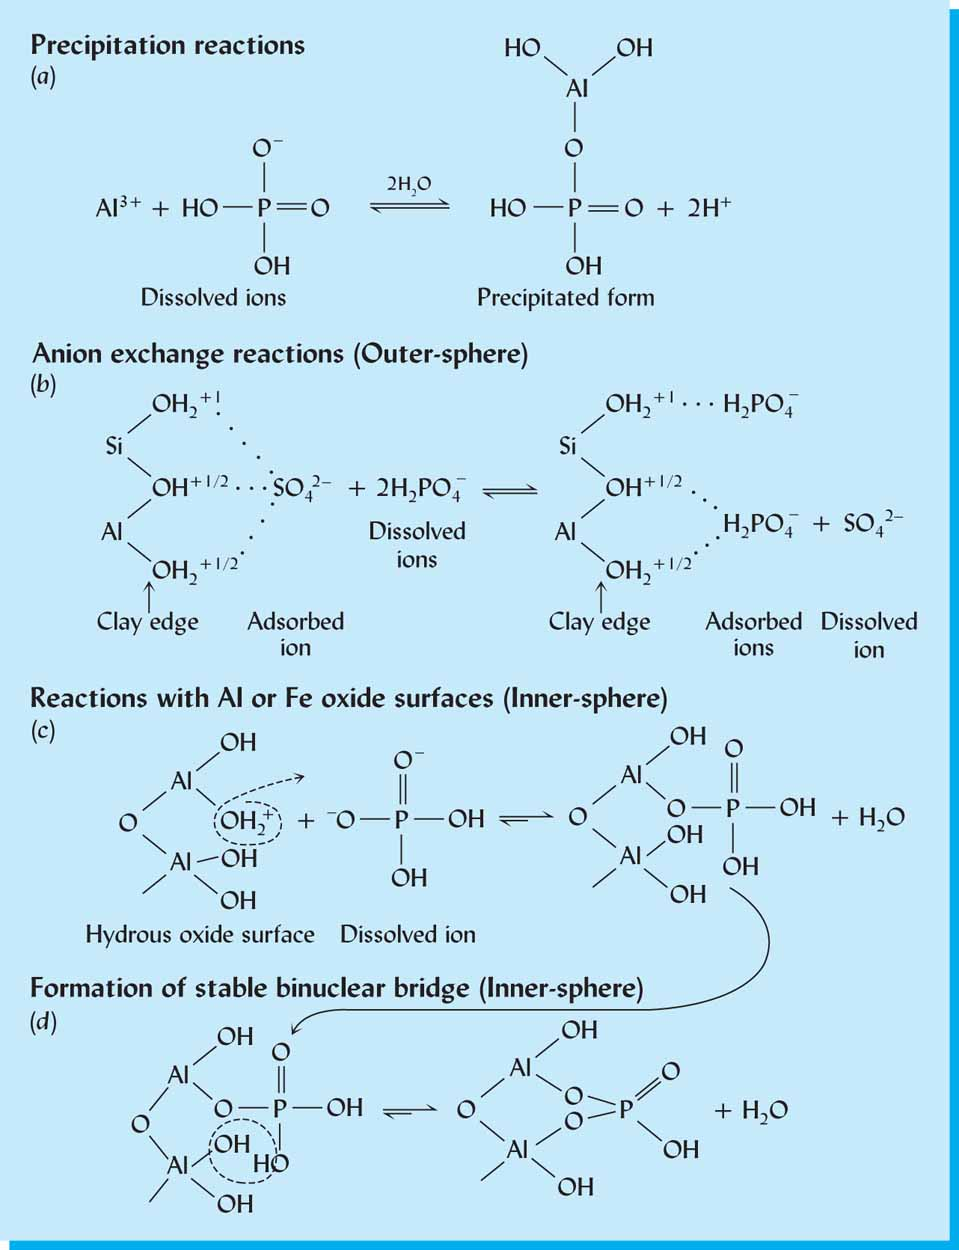 Precipitation reactions
(a)
HO OH
Al
O⁻ O
Al³⁺ + HO—P=O 2H₂O HO—P=O + 2H⁺
OH OH
Dissolved ions Precipitated form
Anion exchange reactions (Outer-sphere)
(b)
OH₂⁺¹ OH₂⁺¹ · · · H₂PO₄⁻
Si Si
OH⁺¹/² · · · SO₄²⁻ + 2H₂PO₄⁻ ⇌ OH⁺¹/²
Al Dissolved Al H₂PO₄⁻ + SO₄²⁻
ions
OH₂⁺¹/² OH₂⁺¹/²
Clay edge Adsorbed Clay edge Adsorbed Dissolved
ion ions ion
Reactions with Al or Fe oxide surfaces (Inner-sphere)
(c)
OH O⁻ OH O
Al Al
O OH₂⁺ + ⁻O—P—OH ⇌ O O—P—OH + H₂O
Al—OH OH Al OH OH
OH OH
Hydrous oxide surface Dissolved ion
Formation of stable binuclear bridge (Inner-sphere)
(d)
OH O OH
Al Al O
O O—P—OH ⇌ O O O P + H₂O
OH HO OH
Al Al
OH OH